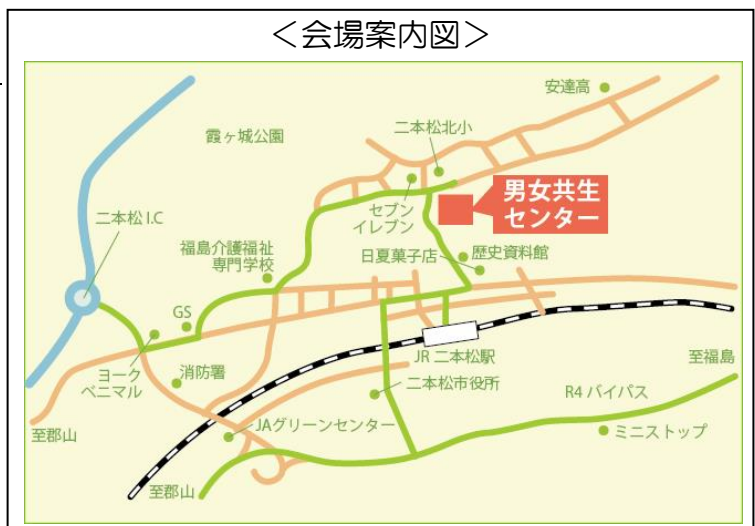 ＜会場案内図＞
安達高
霞ヶ城公園
二本松北小
男女共生
センター
セブン
イレブン
二本松 I.C
福島介護福祉
専門学校
日夏菓子店
歴史資料館
GS
JR 二本松駅
至福島
ヨーク
ベニマル
消防署
二本松市役所
R4 バイパス
JAグリーンセンター
ミニストップ
至郡山
至郡山